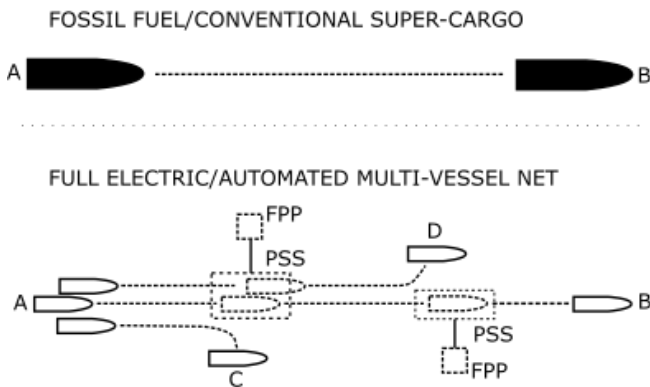 FOSSIL FUEL/CONVENTIONAL SUPER-CARGO
A
B
FULL ELECTRIC/AUTOMATED MULTI-VESSEL NET
FPP
D
PSS
A
B
PSS
C
FPP